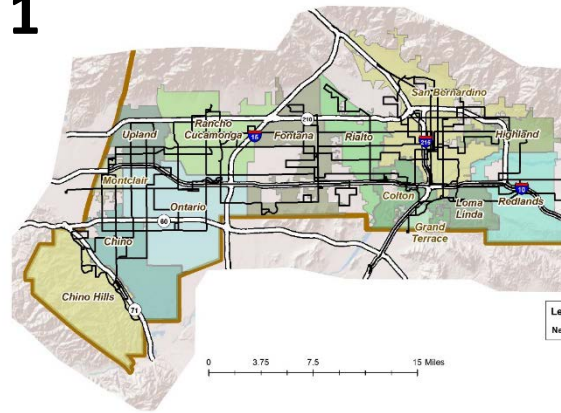 1
San Bernardino
Upland
Rancho
Cucamonga
210
Fontana
Rialto
Highland
15
215
Montclair
Ontario
Colton
Loma
Linda
10
Redlands
60
Grand
Terrace
Chino
Chino Hills
71
Le
Ne
0 3.75 7.5 15 Miles